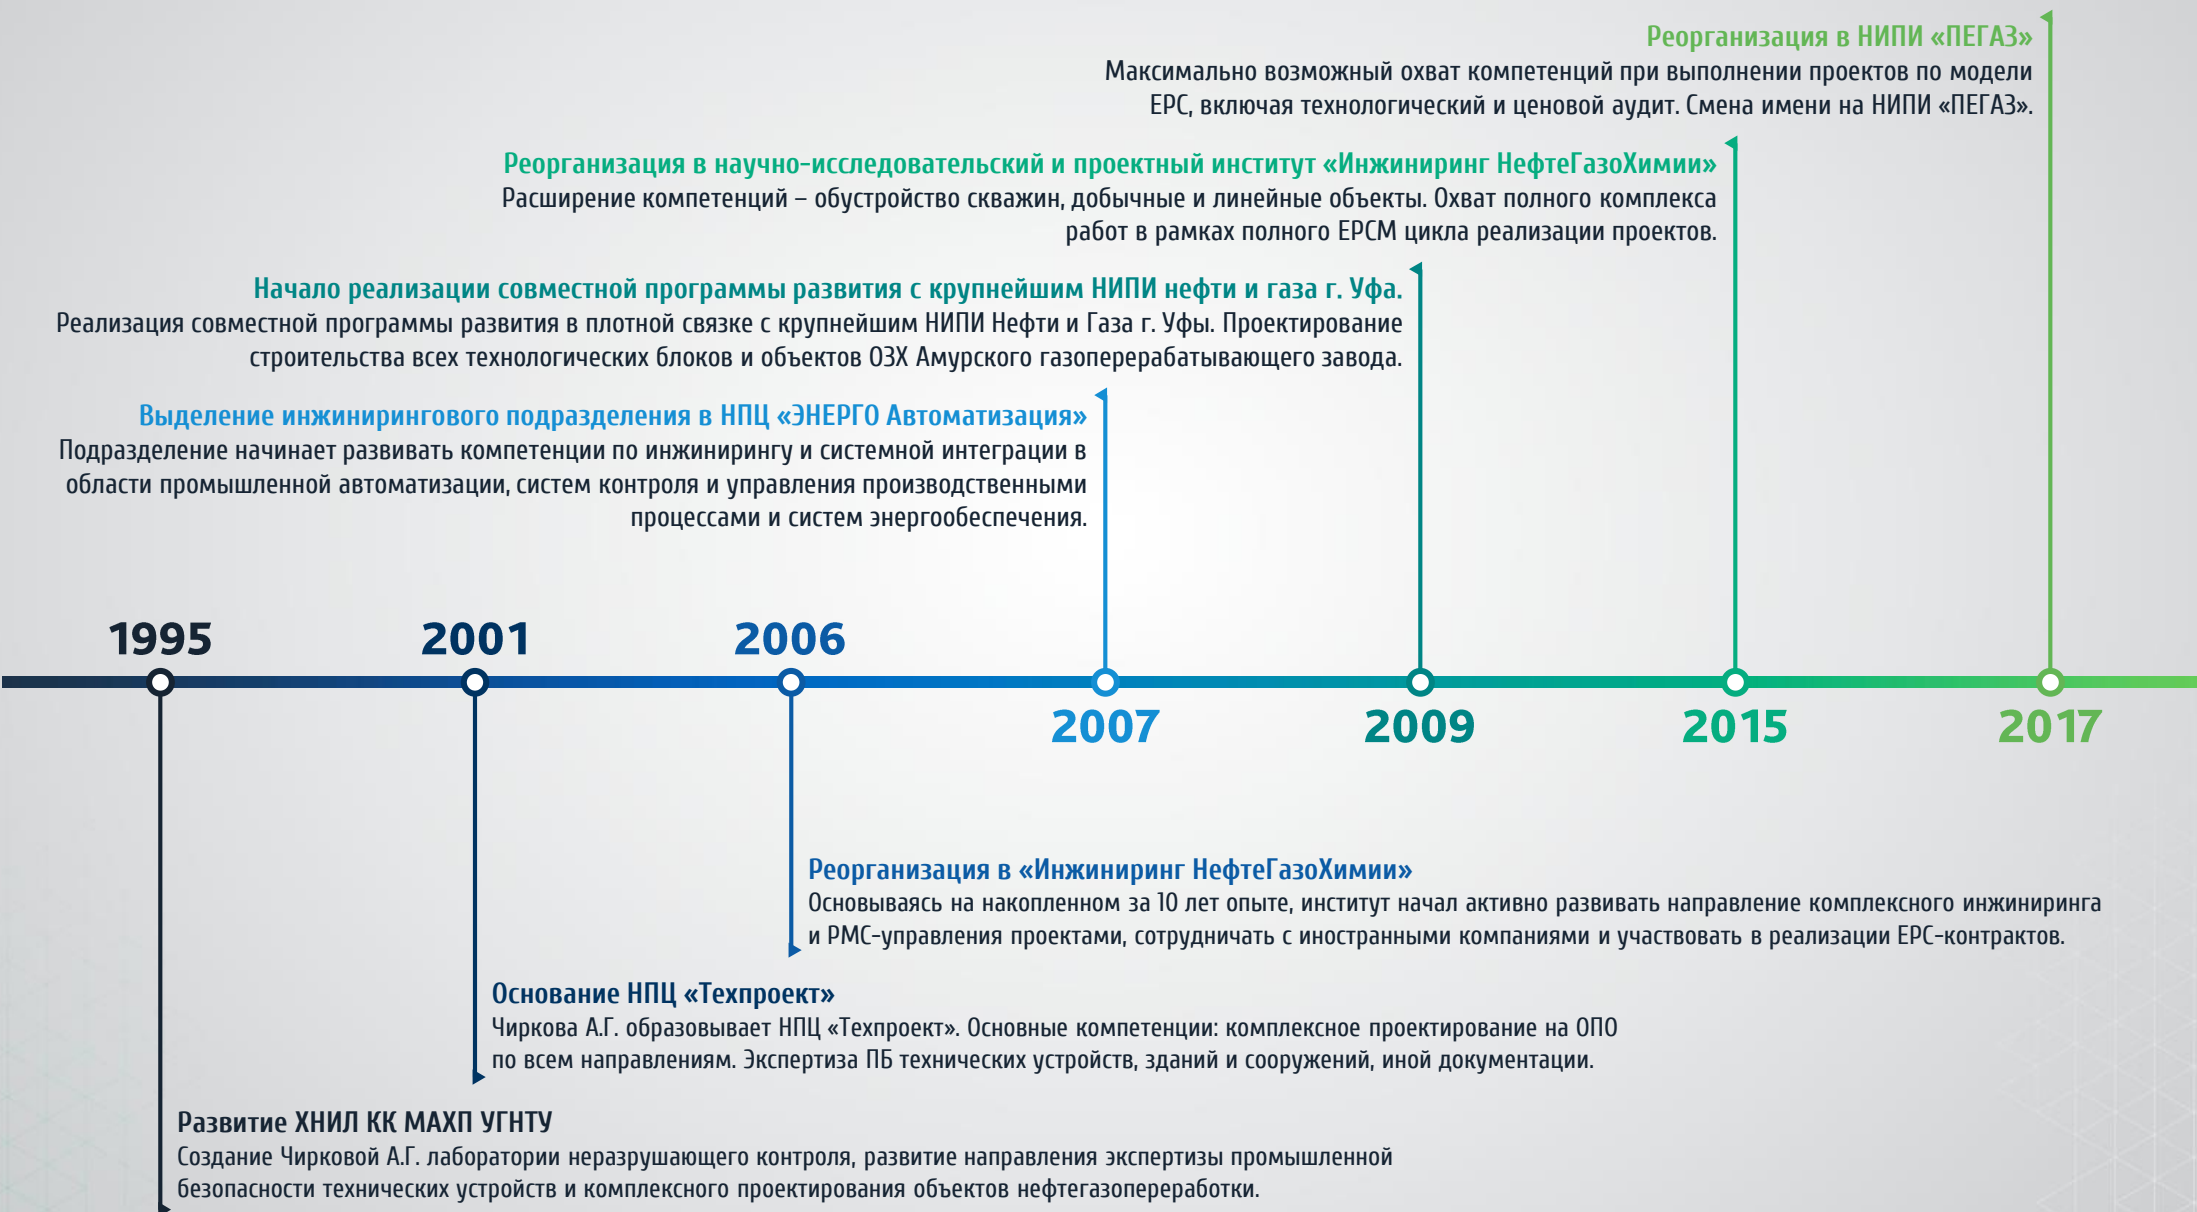 Реорганизация в НИПИ «ПЕГАЗ»
Максимально возможный охват компетенций при выполнении проектов по модели
ЕРС, включая технологический и ценовой аудит. Смена имени на НИПИ «ПЕГАЗ».
Реорганизация в научно-исследовательский и проектный институт «Инжиниринг НефтеГазоХимии»
Расширение компетенций – обустройство скважин, добычные и линейные объекты. Охват полного комплекса
работ в рамках полного ЕРСМ цикла реализации проектов.
Начало реализации совместной программы развития с крупнейшим НИПИ нефти и газа г. Уфа.
Реализация совместной программы развития в плотной связке с крупнейшим НИПИ Нефти и Газа г. Уфы. Проектирование
строительства всех технологических блоков и объектов ОЗХ Амурского газоперерабатывающего завода.
Выделение инжинирингового подразделения в НПЦ «ЭНЕРГО Автоматизация»
Подразделение начинает развивать компетенции по инжинирингу и системной интеграции в
области промышленной автоматизации, систем контроля и управления производственными
процессами и систем энергообеспечения.
1995
2001
2006
2007
2009
2015
2017
Реорганизация в «Инжиниринг НефтеГазоХимии»
Основываясь на накопленном за 10 лет опыте, институт начал активно развивать направление комплексного инжиниринга
и РМС-управления проектами, сотрудничать с иностранными компаниями и участвовать в реализации ЕРС-контрактов.
Основание НПЦ «Техпроект»
Чиркова А.Г. образовывает НПЦ «Техпроект». Основные компетенции: комплексное проектирование на ОПО
по всем направлениям. Экспертиза ПБ технических устройств, зданий и сооружений, иной документации.
Развитие ХНИЛ КК МАХП УГНТУ
Создание Чирковой А.Г. лаборатории неразрушающего контроля, развитие направления экспертизы промышленной
безопасности технических устройств и комплексного проектирования объектов нефтегазопереработки.